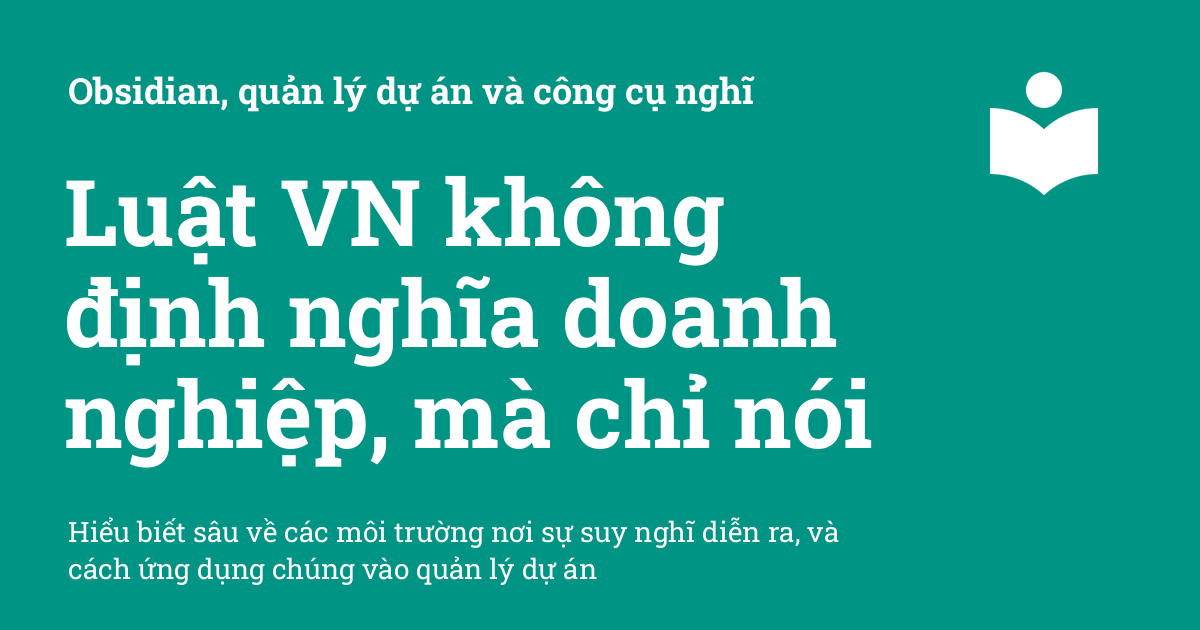 Obsidian, quản lý dự án và công cụ nghĩ
Luật VN không
định nghĩa doanh
nghiệp, mà chỉ nói
Hiểu biết sâu về các môi trường nơi sự suy nghĩ diễn ra, và
cách ứng dụng chúng vào quản lý dự án